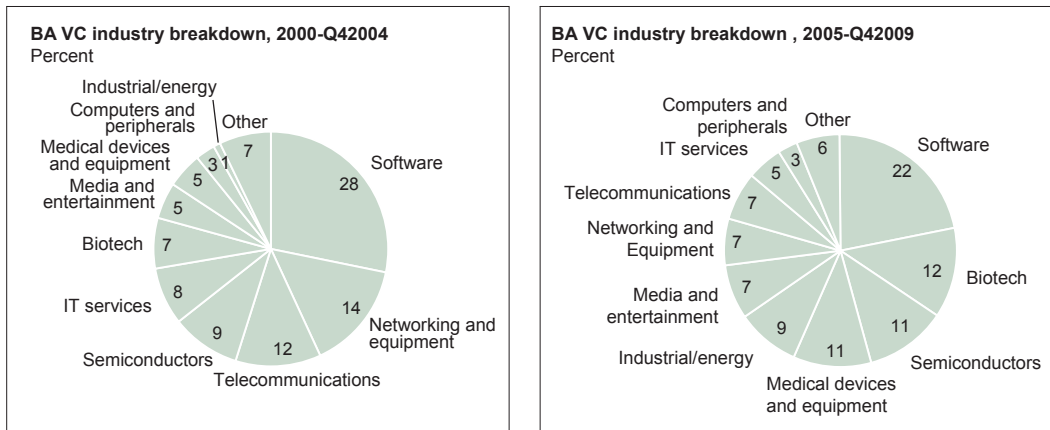 BA VC industry breakdown, 2000-Q42004
Percent
Industrial/energy
Computers and
peripherals
Other
Medical devices
and equipment
Software
Media and
entertainment
Biotech
IT services
Semiconductors
Telecommunications
Networking and
equipment
28
14
12
9
8
7
5
5
3
1
7
BA VC industry breakdown , 2005-Q42009
Percent
Computers and
peripherals
Other
IT services
Software
Telecommunications
Networking and
Equipment
Biotech
Media and
entertainment
Industrial/energy
Semiconductors
Medical devices
and equipment
22
12
11
11
9
7
7
7
5
3
6